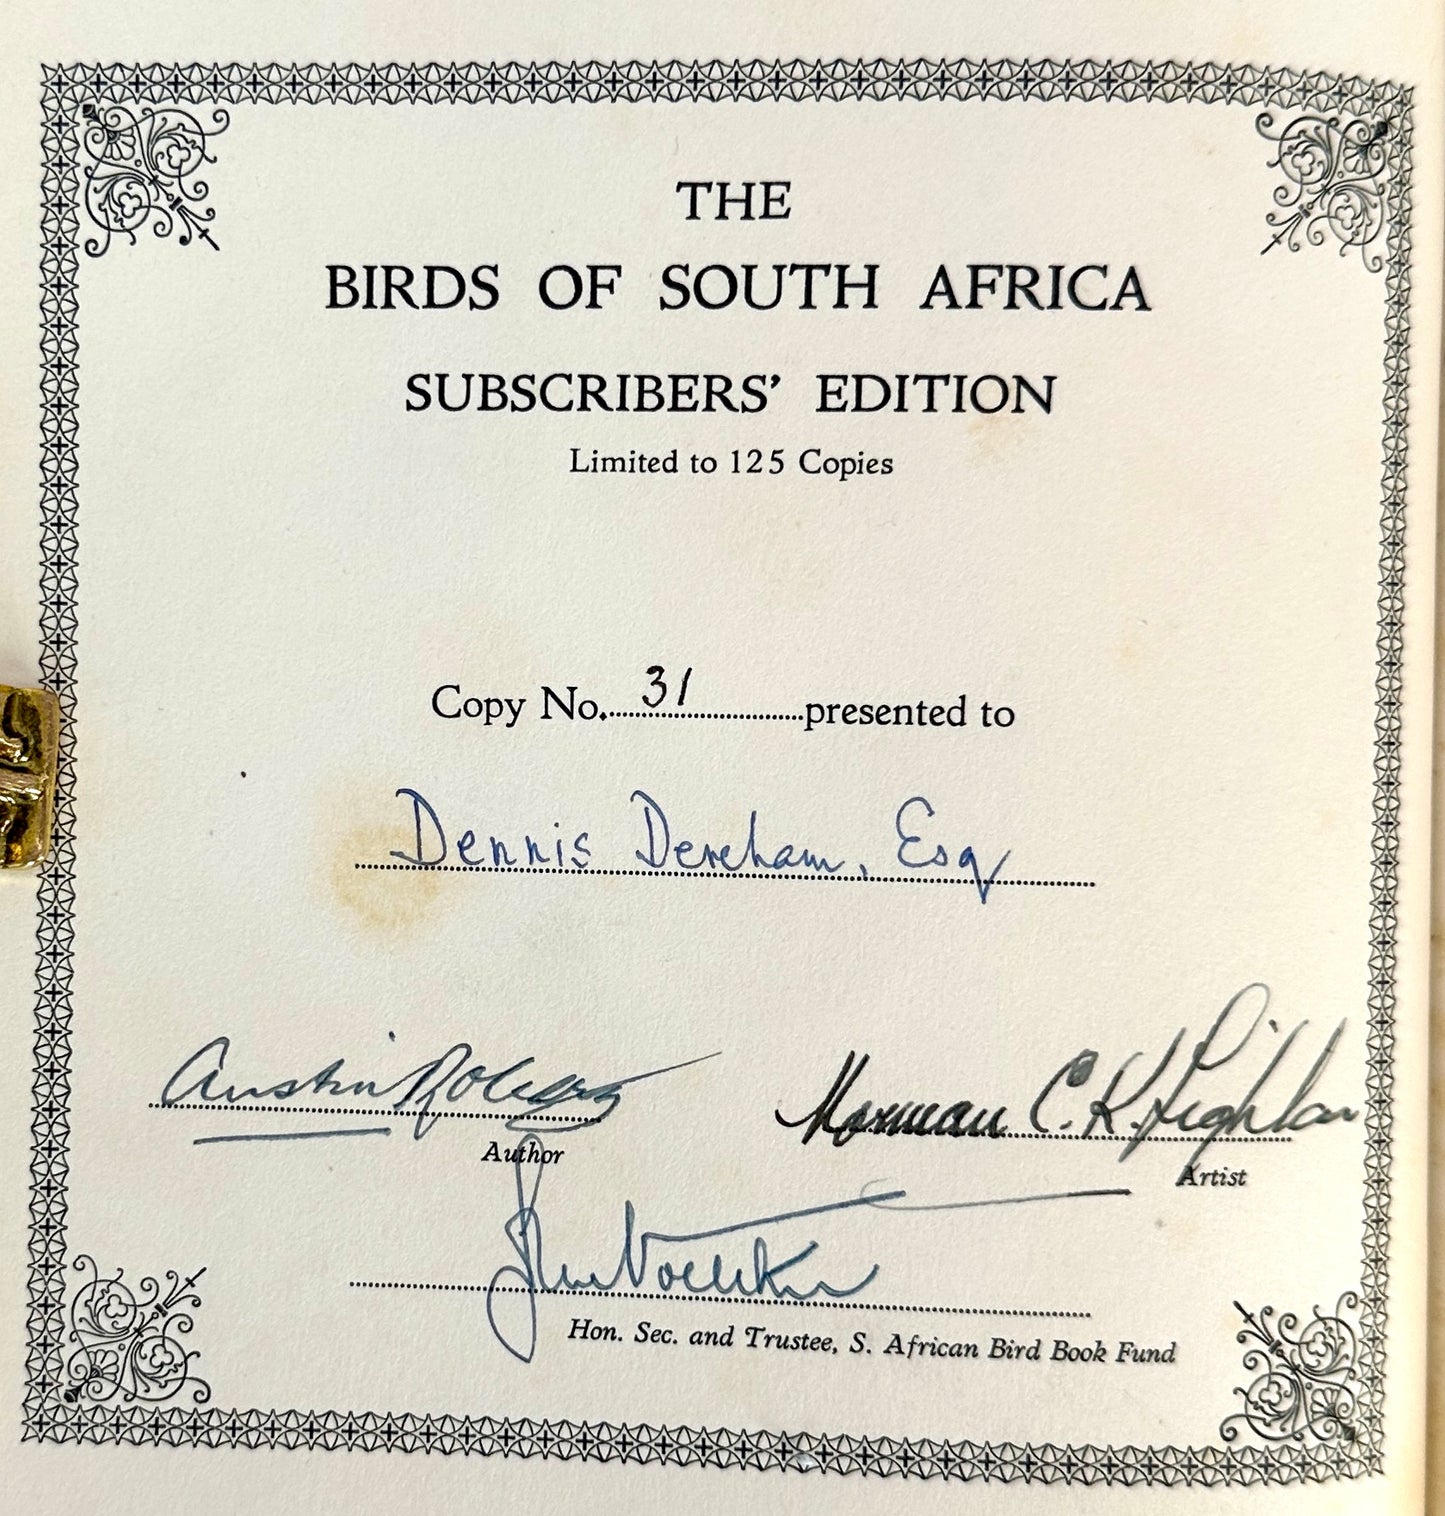 THE
BIRDS OF SOUTH AFRICA
SUBSCRIBERS' EDITION
Limited to 125 Copies
Copy No. 31 presented to
Dennis Dereham, Esq
Austin Roberts Norman C. K. Lighton
Author Artist
Hon. Sec. and Trustee, S. African Bird Book Fund